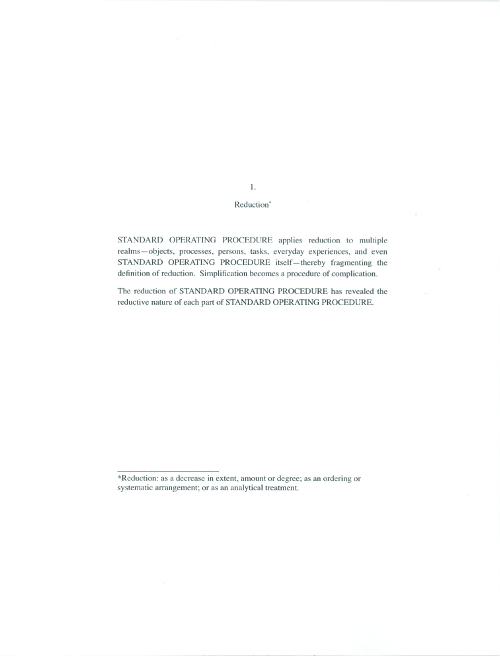 1.
Reduction*
STANDARD OPERATING PROCEDURE applies reduction to multiple
realms—objects, processes, persons, tasks, everyday experiences, and even
STANDARD OPERATING PROCEDURE itself—thereby fragmenting the
definition of reduction. Simplification becomes a procedure of complication.
The reduction of STANDARD OPERATING PROCEDURE has revealed the
reductive nature of each part of STANDARD OPERATING PROCEDURE.
*Reduction: as a decrease in extent, amount or degree; as an ordering or
systematic arrangement; or as an analytical treatment.